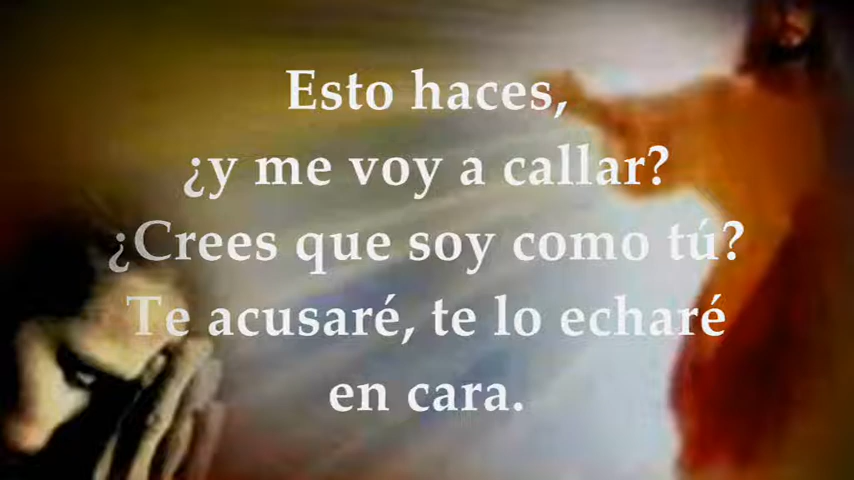 Esto haces,
¿y me voy a callar?
¿Crees que soy como tú?
Te acusaré, te lo echaré
en cara.